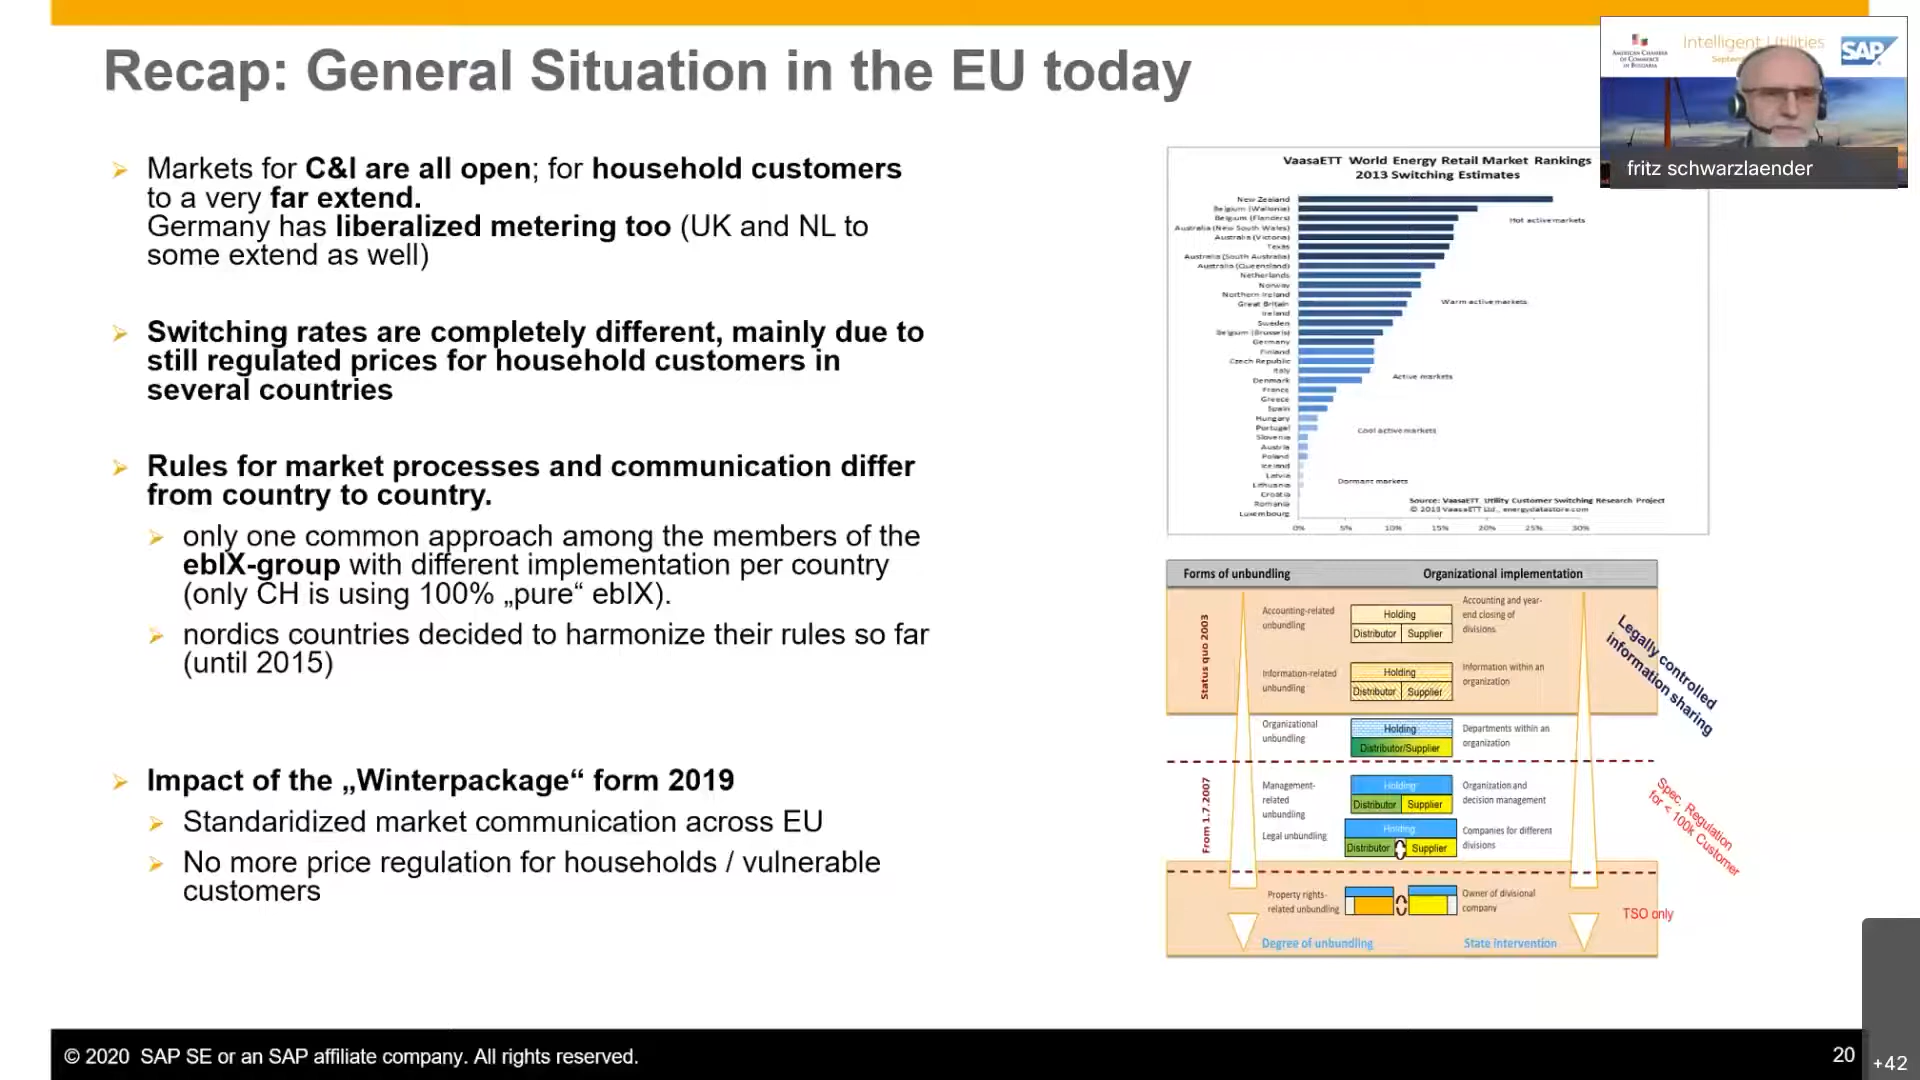 Recap: General Situation in the EU today
Markets for C&I are all open; for household customers
to a very far extend.
Germany has liberalized metering too (UK and NL to
some extend as well)
Switching rates are completely different, mainly due to
still regulated prices for household customers in
several countries
Rules for market processes and communication differ
from country to country.
only one common approach among the members of the
ebIX-group with different implementation per country
(only CH is using 100% „pure“ ebIX).
nordics countries decided to harmonize their rules so far
(until 2015)
Impact of the „Winterpackage“ form 2019
Standaridized market communication across EU
No more price regulation for households / vulnerable
customers
AMERICAN CHAMBER
OF COMMERCE
IN BULGARIA
Intelligent Utilities
SAP
fritz schwarzlaender
VaasaETT World Energy Retail Market Rankings
2013 Switching Estimates
New Zealand
Belgium (Wallonia)
Belgium (Flanders)
Australia (New South Wales)
Australia (Victoria)
Texas
Australia (South Australia)
Australia (Queensland)
Netherlands
Norway
Northern Ireland
Great Britain
Ireland
Sweden
Belgium (Brussels)
Germany
Finland
Czech Republic
Italy
Denmark
France
Greece
Spain
Hungary
Portugal
Slovenia
Austria
Poland
Iceland
Latvia
Lithuania
Croatia
Romania
Luxembourg
Hot active markets
Warm active markets
Active markets
Cool active markets
Dormant markets
Source: VaasaETT Utility Customer Switching Research Project
© 2013 VaasaETT Ltd., energydatastore.com
0% 5% 10% 15% 20% 25% 30%
Forms of unbundling Organizational implementation
Status quo 2003
Accounting-related
unbundling
Holding
Distributor Supplier
Accounting and year-
end closing of
divisions
Information-related
unbundling
Holding
Distributor Supplier
Information within an
organization
Organizational
unbundling
Holding
Distributor/Supplier
Departments within an
organization
From 1.7.2007
Management-
related
unbundling
Holding
Distributor Supplier
Organization and
decision management
Legal unbundling
Holding
Distributor Supplier
Companies for different
divisions
Property rights-
related unbundling
Owner of divisional
company
Degree of unbundling State intervention
Legally controlled
information sharing
Spec. Regulation
for < 100k Customer
TSO only
© 2020 SAP SE or an SAP affiliate company. All rights reserved.
20
+42